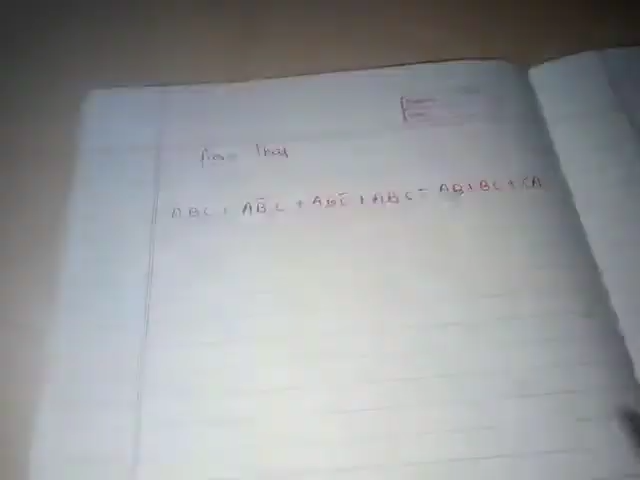 Prove that
ABC + AB̄C + ABC̄ + ABC = AB + BC + CA